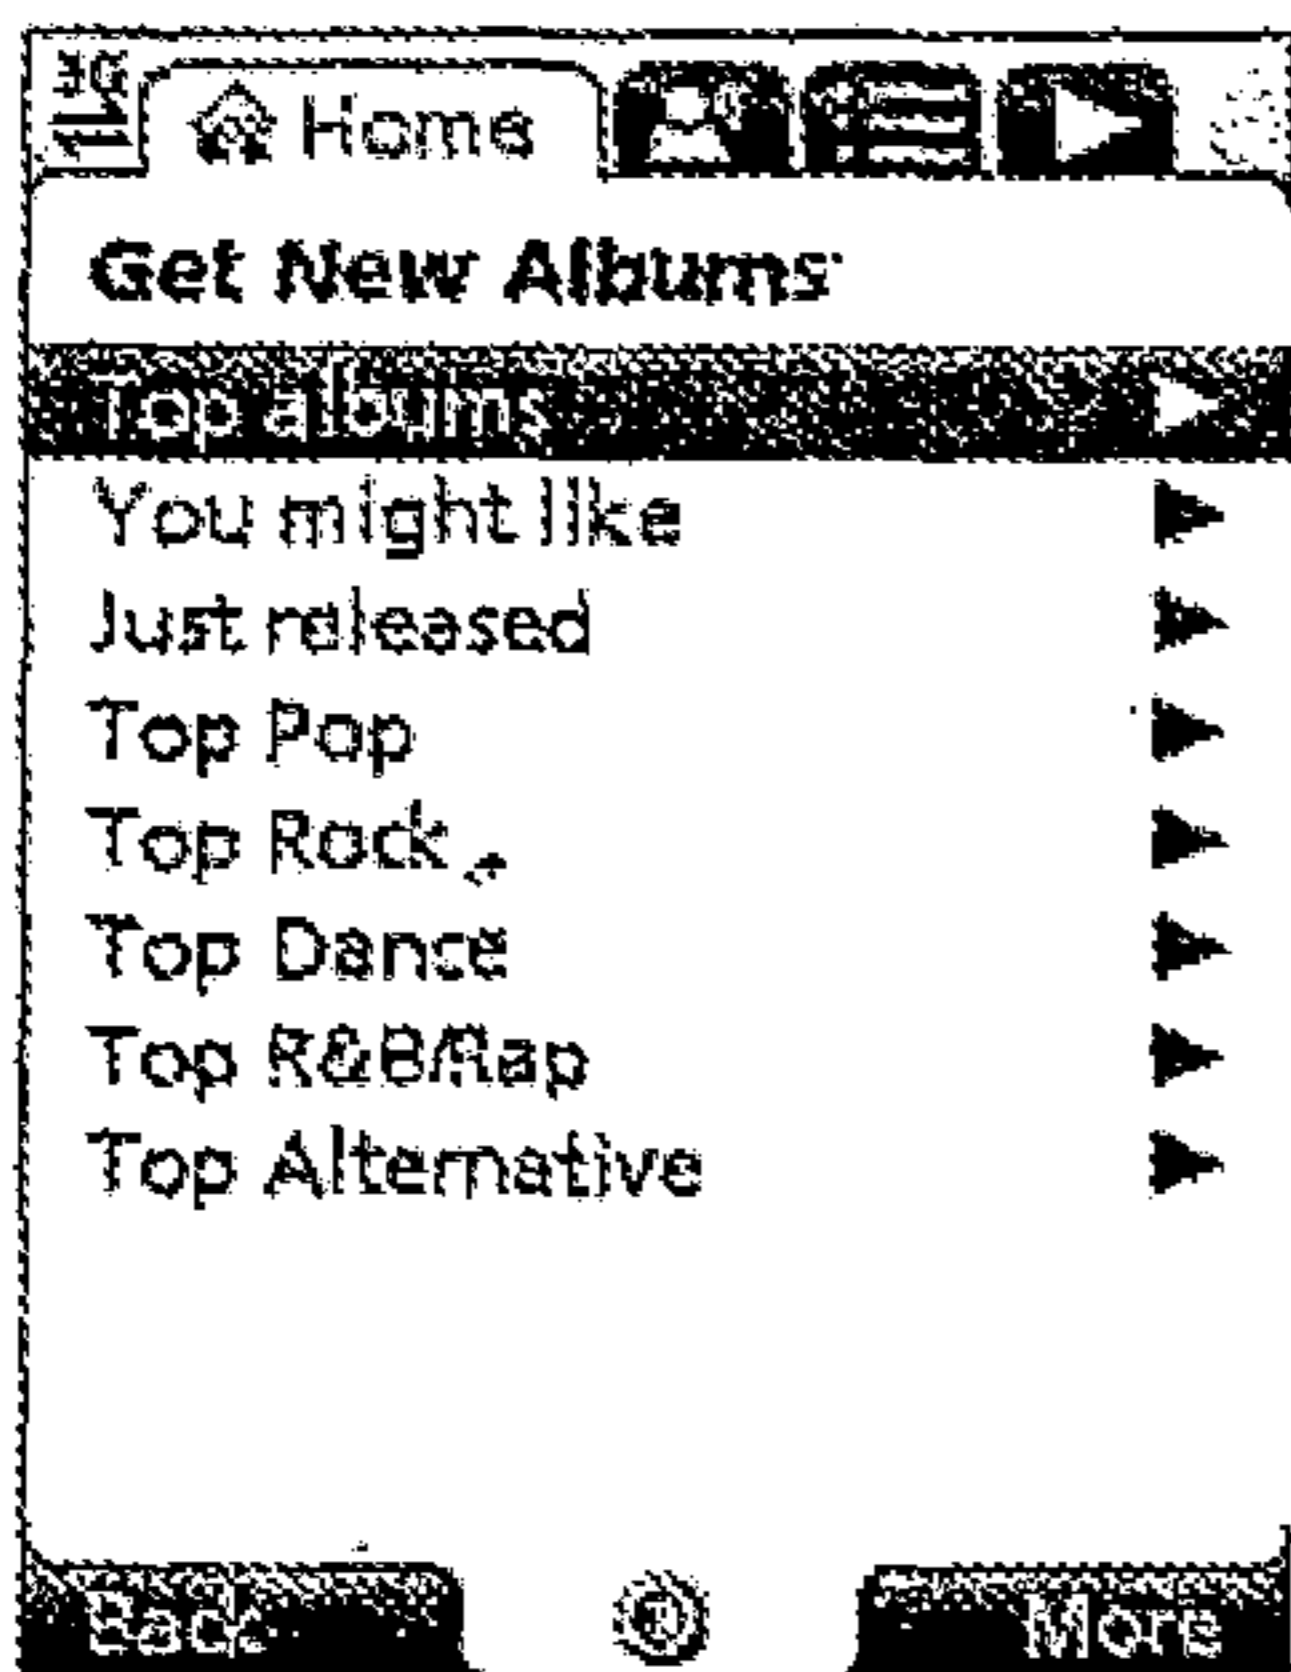 Home
Get New Albums
Top albums
You might like
Just released
Top Pop
Top Rock
Top Dance
Top R&B/Rap
Top Alternative
Back
More